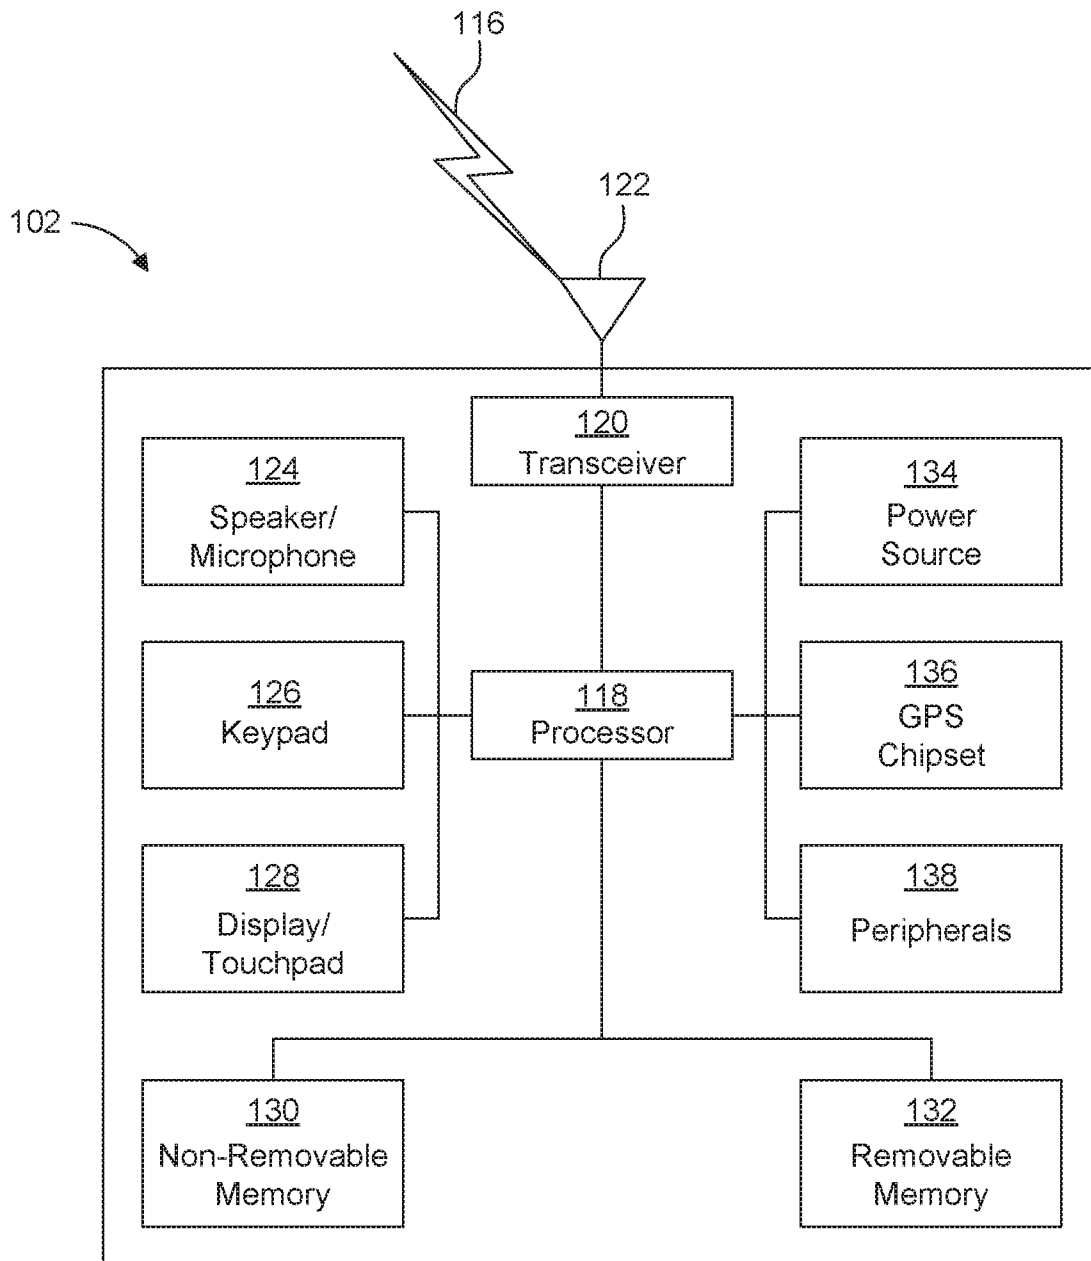 116
122
102
120
Transceiver
124
Speaker/
Microphone
134
Power
Source
126
Keypad
118
Processor
136
GPS
Chipset
128
Display/
Touchpad
138
Peripherals
130
Non-Removable
Memory
132
Removable
Memory